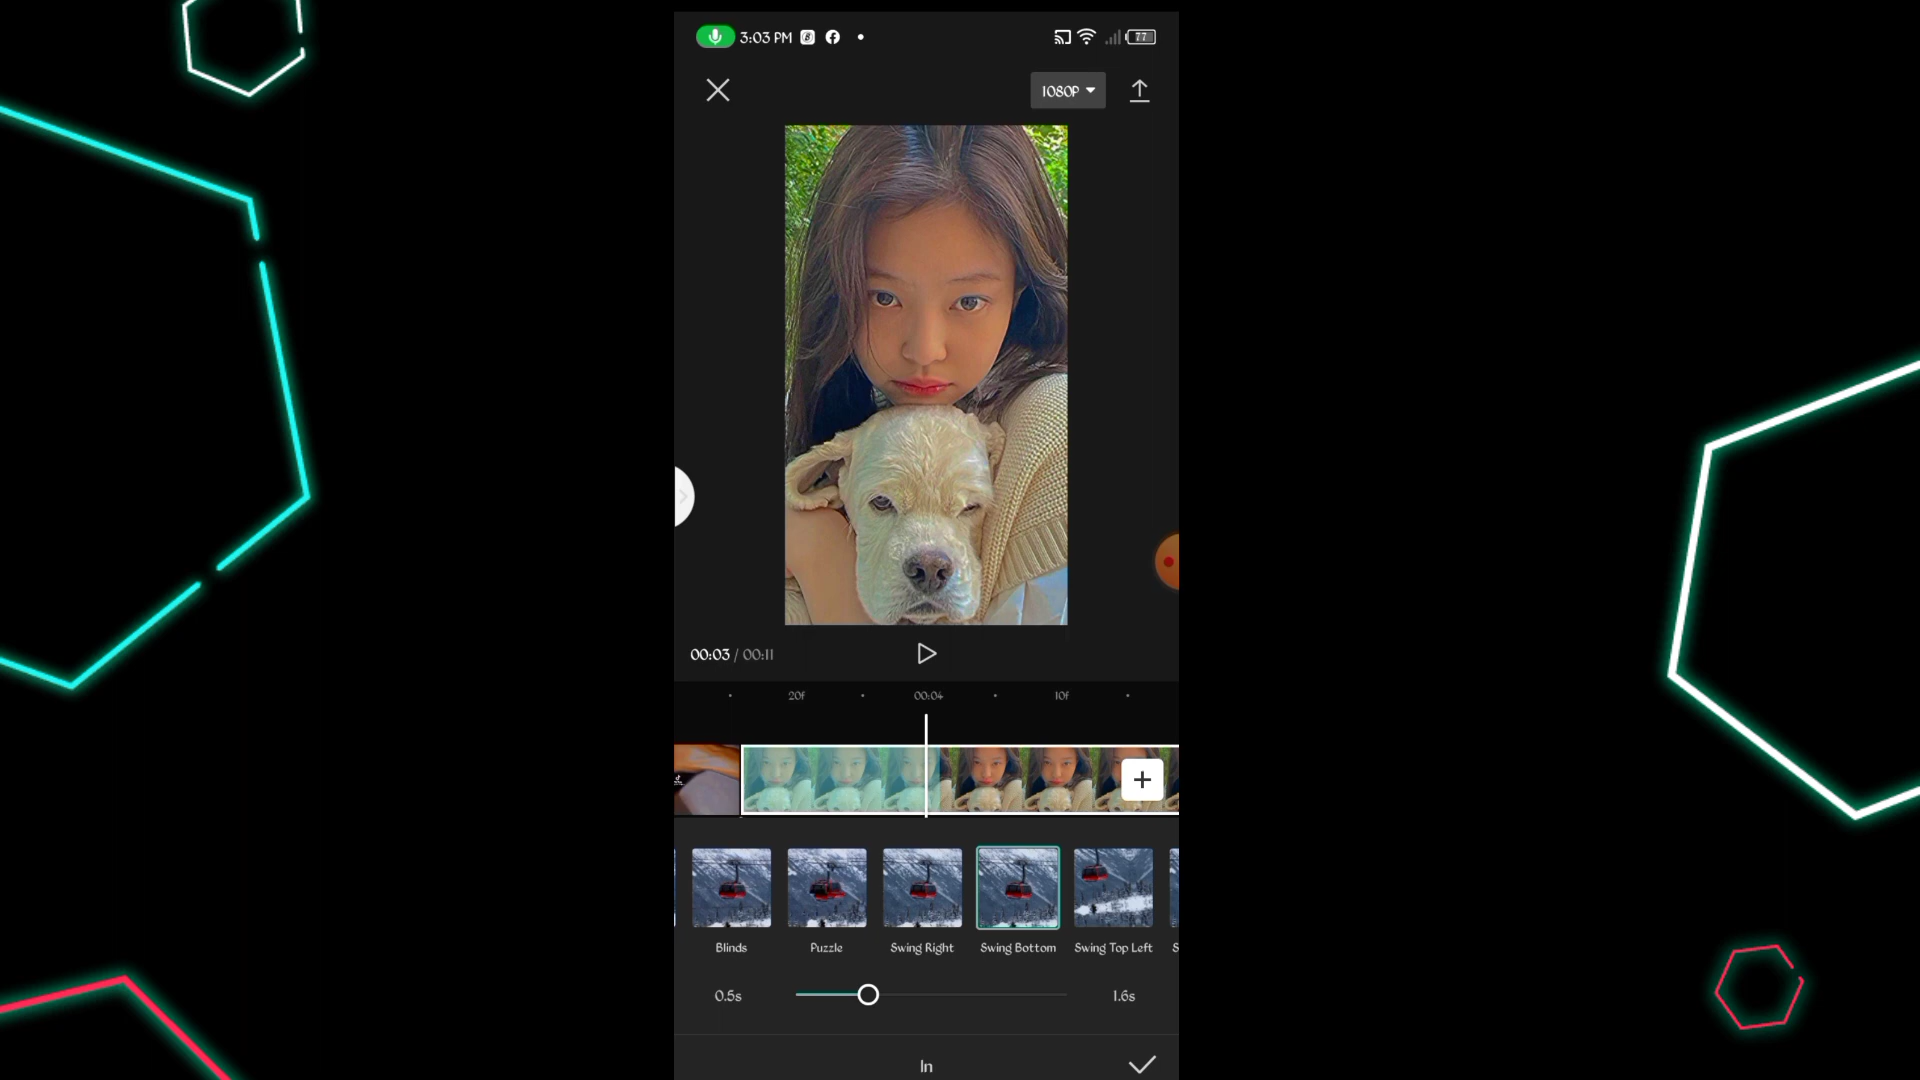 3:03 PM
77
1080P
00:03 / 00:11
20f 00:04 10f
Blinds Puzzle Swing Right Swing Bottom Swing Top Left S
0.5s 1.6s
In